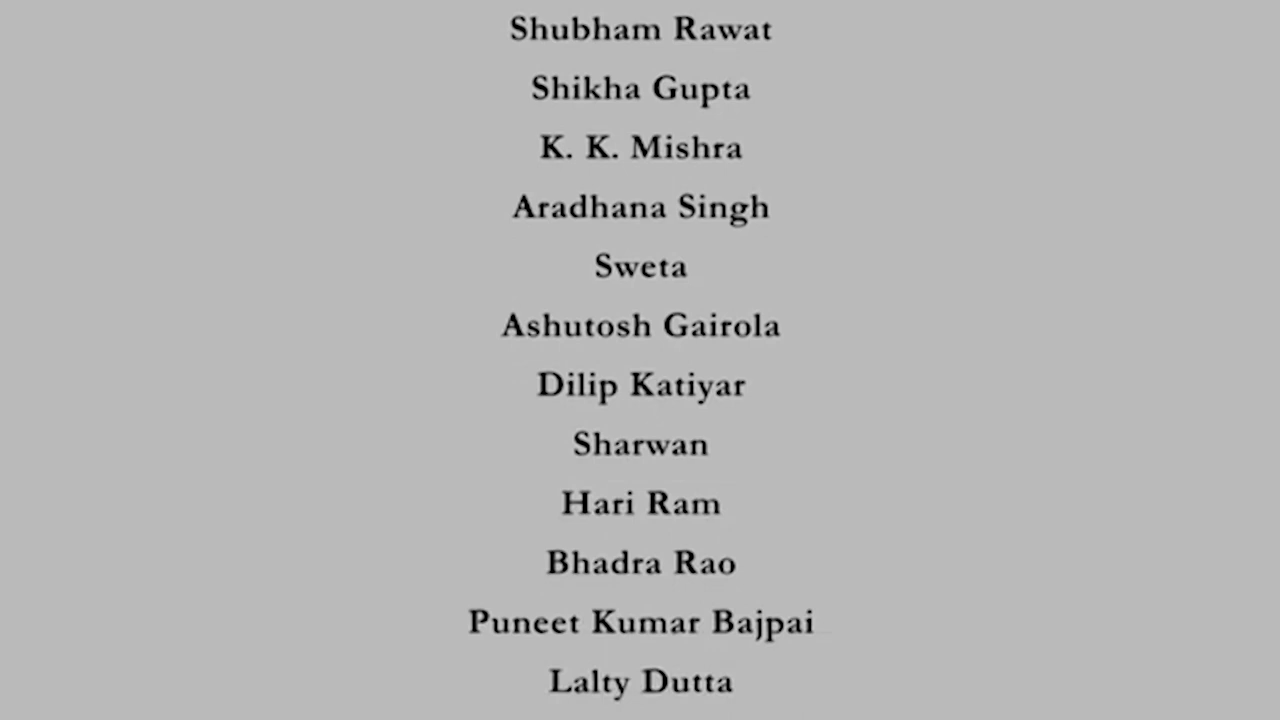 Shubham Rawat
Shikha Gupta
K. K. Mishra
Aradhana Singh
Sweta
Ashutosh Gairola
Dilip Katiyar
Sharwan
Hari Ram
Bhadra Rao
Puneet Kumar Bajpai
Lalty Dutta